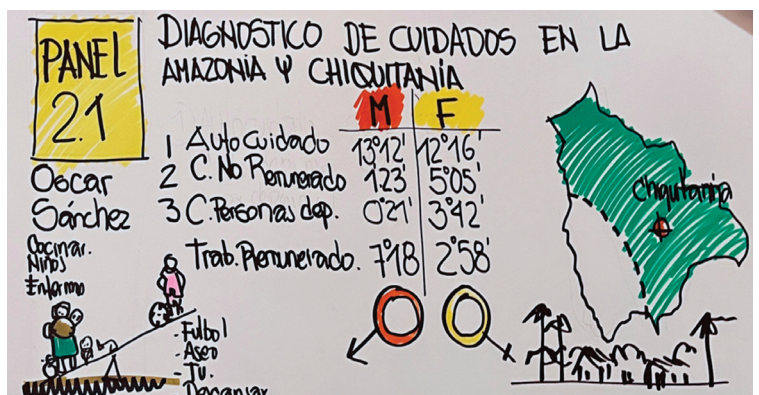 PANEL
2.1
DIAGNOSTICO DE CUIDADOS EN LA
AMAZONIA Y CHIQUITANIA
Oscar
Sánchez
M F
1 Autocuidado 13°12' 12°16'
2 C. No Remunerado 1°23' 5°05'
3 C. Personas dep. 0°21' 3°42'
Trab. Remunerado. 7°18 2°58'
Cocinar.
Niños
Enfermo
- Futbol
- Aseo
- TV.
Descansar
Chiquitania